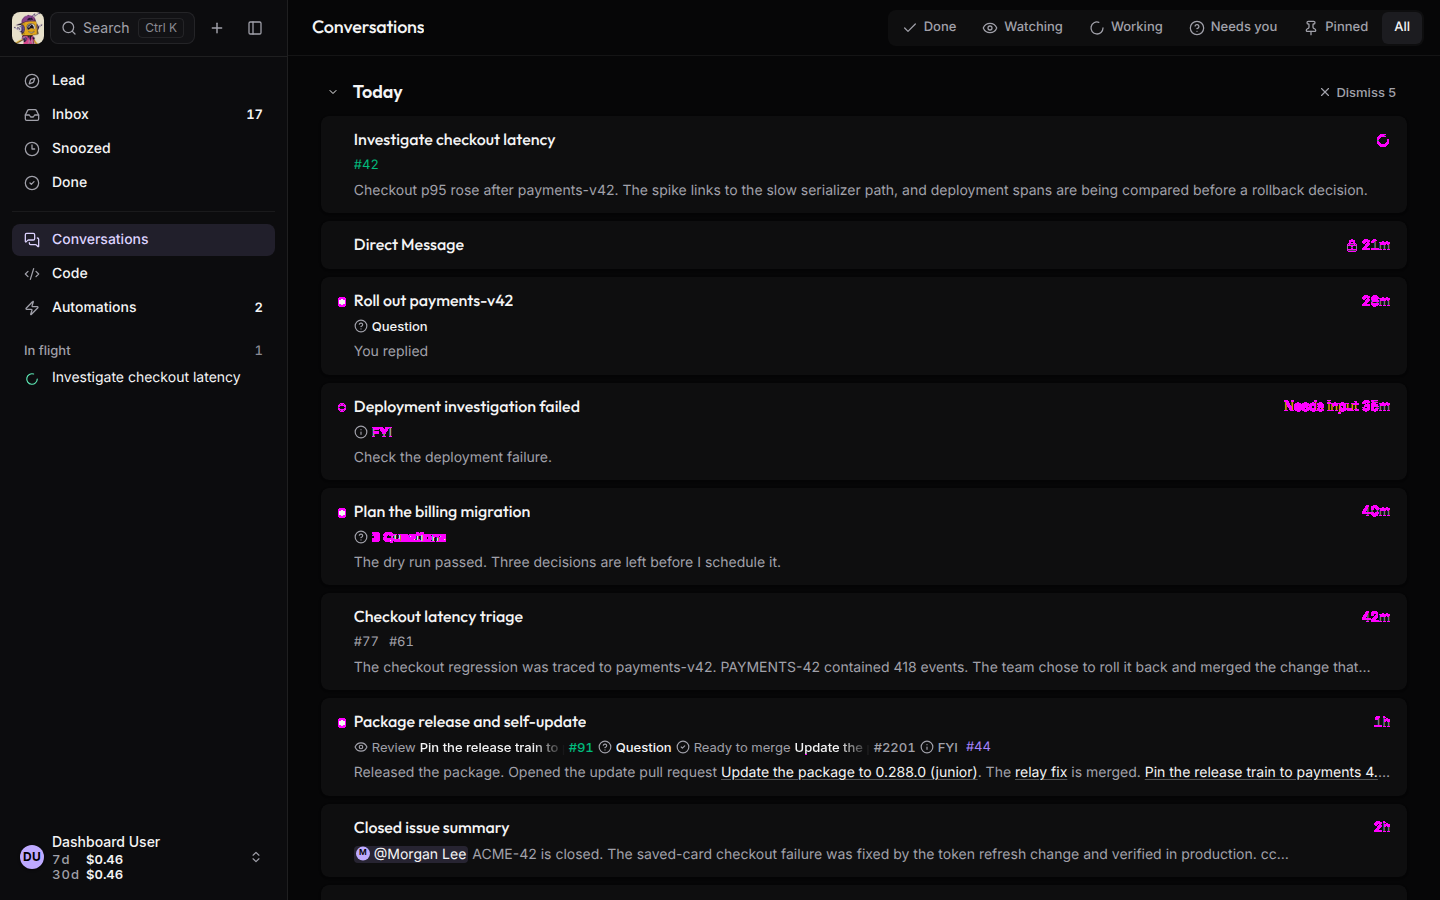 Search Ctrl K
Lead
Inbox 17
Snoozed
Done
Conversations
Code
Automations 2
In flight 1
Investigate checkout latency
DU Dashboard User
7d $0.46
30d $0.46
Conversations
Done Watching Working Needs you Pinned All
Today
Dismiss 5
Investigate checkout latency
#42
Checkout p95 rose after payments-v42. The spike links to the slow serializer path, and deployment spans are being compared before a rollback decision.
Direct Message 21m
Roll out payments-v42
Question
You replied
Deployment investigation failed Needs input
FYI
Check the deployment failure.
Plan the billing migration 40m
3 Questions
The dry run passed. Three decisions are left before I schedule it.
Checkout latency triage 42m
#77 #61
The checkout regression was traced to payments-v42. PAYMENTS-42 contained 418 events. The team chose to roll it back and merged the change that...
Package release and self-update 1h
Review Pin the release train to #91 Question Ready to merge Update the #2201 FYI #44
Released the package. Opened the update pull request Update the package to 0.288.0 (junior). The relay fix is merged. Pin the release train to payments 4....
Closed issue summary 2h
M @Morgan Lee ACME-42 is closed. The saved-card checkout failure was fixed by the token refresh change and verified in production. cc...